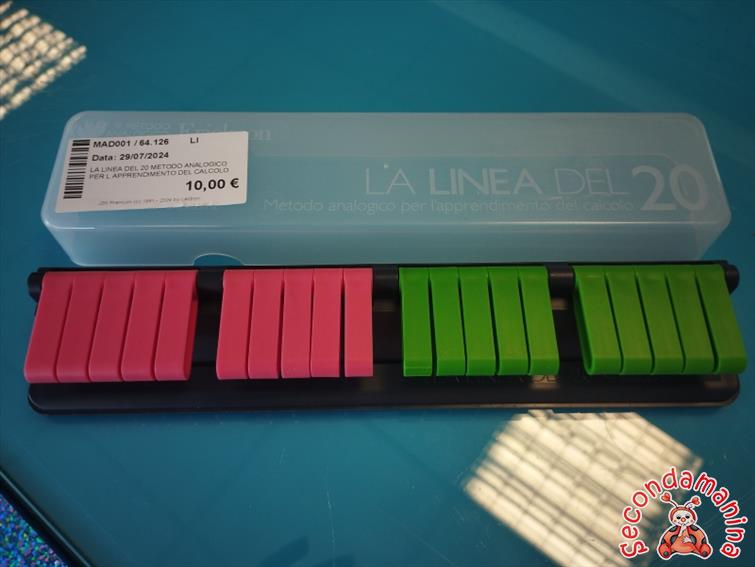 Erickson
MAD001 / 64.126 LI
Data: 29/07/2024
LA LINEA DEL 20 METODO ANALOGICO
PER L APPRENDIMENTO DEL CALCOLO
10,00 €
LA LINEA DEL 20
Metodo analogico per l'apprendimento del calcolo
secondamanina